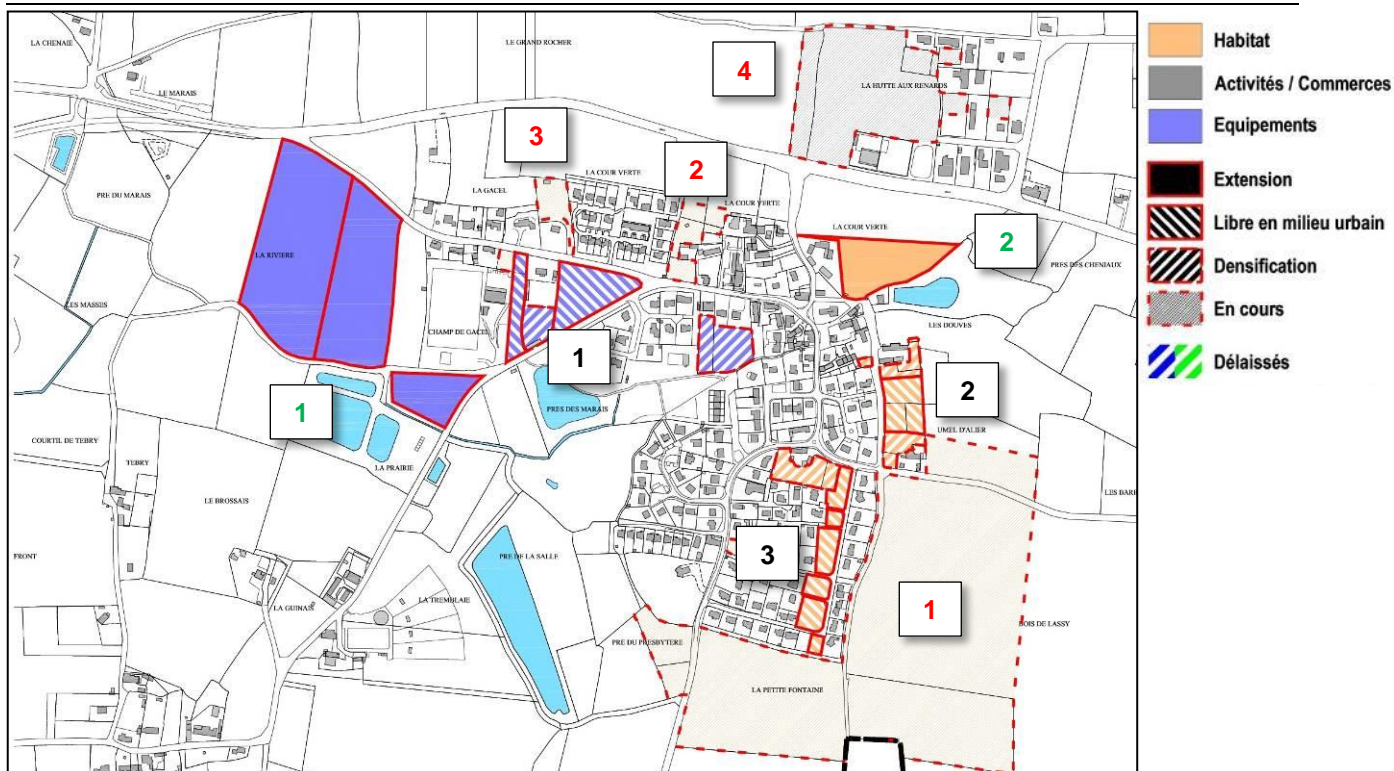 LA CHENAIE
LE GRAND ROCHER
LE MARAIS
4
LA HUTTE AUX RENARDS
3
2
LA COUR VERTE
PRE DU MARAIS
LA GACEL
LA COUR VERTE
LA COUR VERTE
2
PRES DES CHENIAUX
LA RIVIERE
LES MASSES
CHAMP DE GACEL
LES DOUVES
1
2
1
PRES DES MARAIS
UMEL D'ALIER
COURTIL DE TEBRY
TEBRY
LA PRAIRIE
LES BAR
LE BROSSAIS
FRONT
PRE DE LA SALLE
3
LA TREMBLAIE
LA GUINAIS
1
BOIS DE LASSY
PRE DU PRESBYTERE
LA PETITE FONTAINE
Habitat
Activités / Commerces
Equipements
Extension
Libre en milieu urbain
Densification
En cours
Délaissés